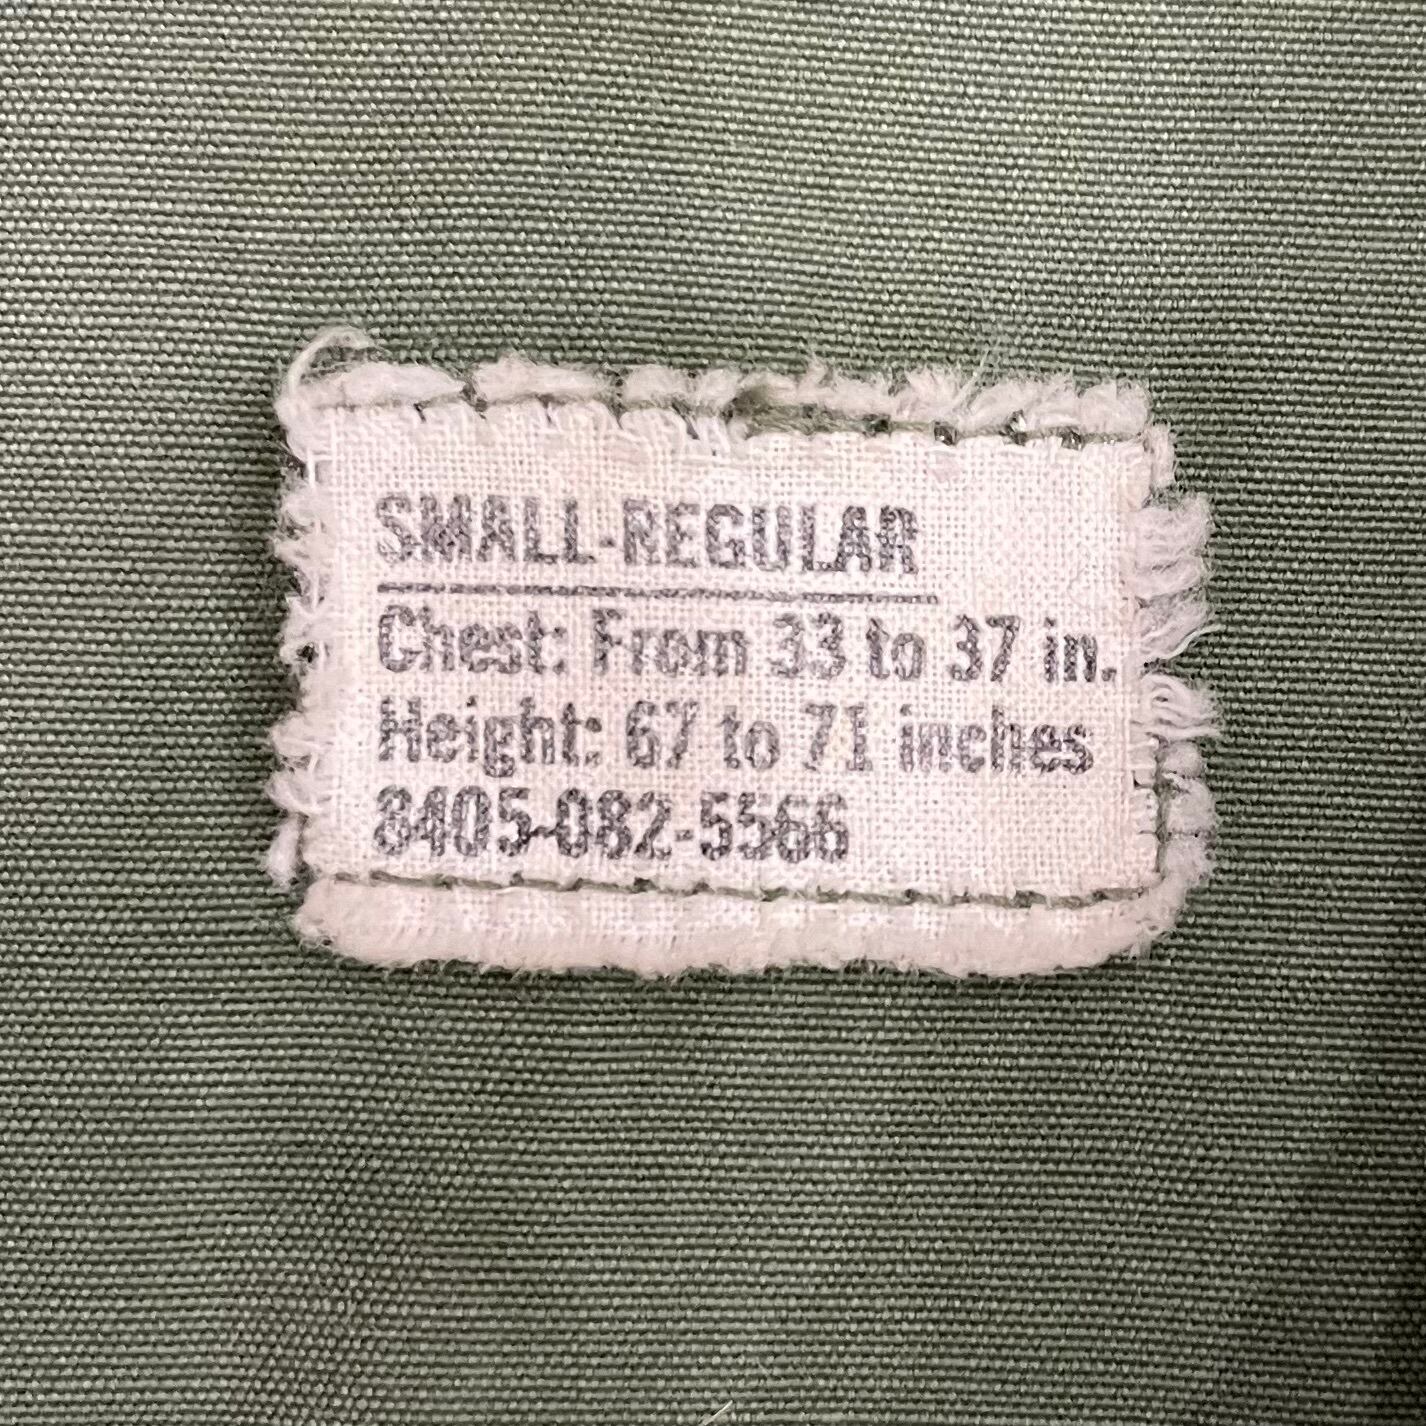 SMALL-REGULAR
Chest: From 33 to 37 in.
Height: 67 to 71 inches
8405-082-5566